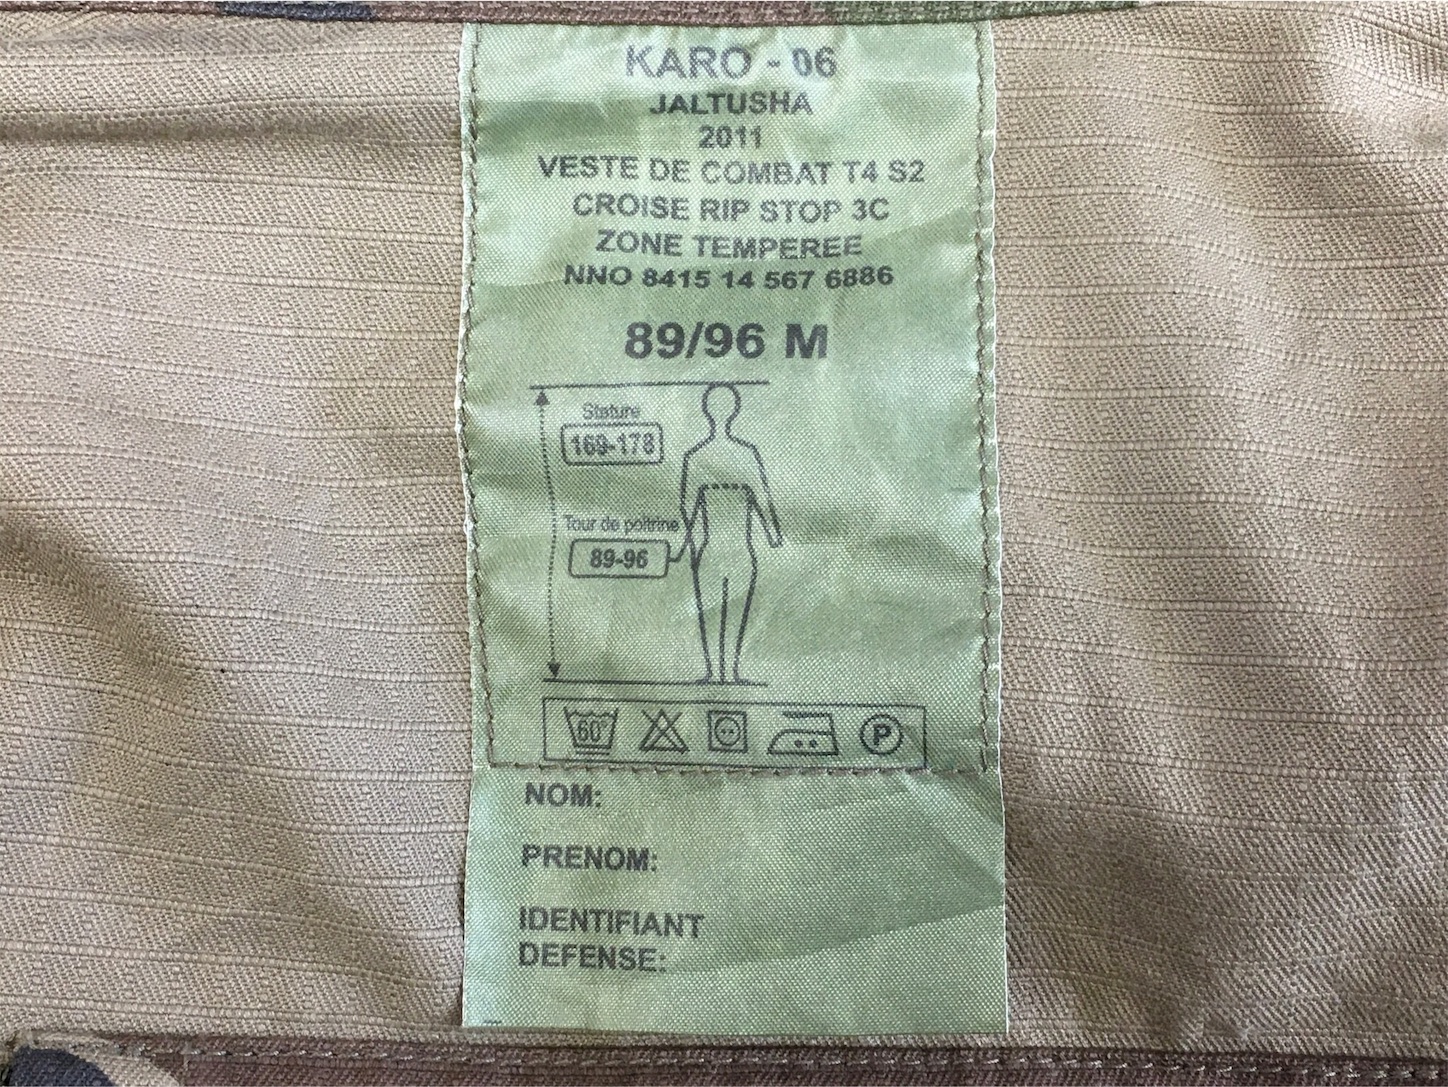 KARO - 06
JALTUSHA
2011
VESTE DE COMBAT T4 S2
CROISE RIP STOP 3C
ZONE TEMPEREE
NNO 8415 14 567 6886
89/96 M
Stature
169-178
Tour de poitrine
89-96
60°
P
NOM:
PRENOM:
IDENTIFIANT
DEFENSE: